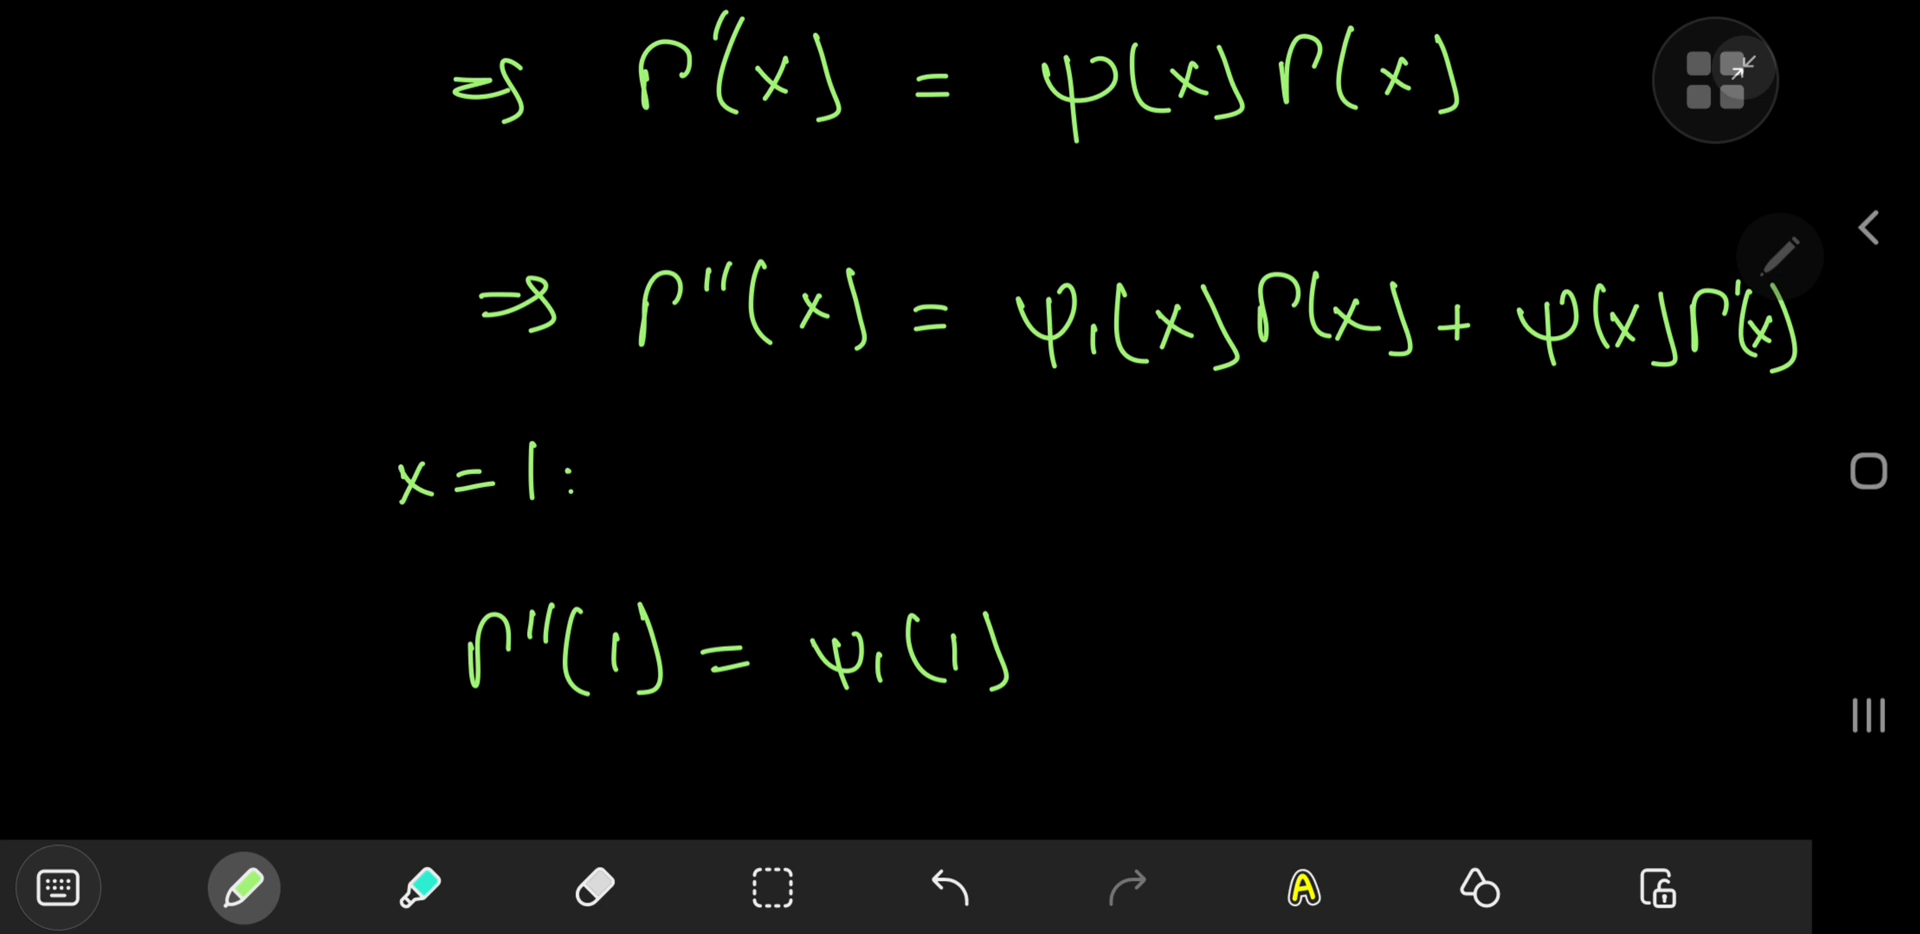 ⇒ Γ'(x) = ψ(x) Γ(x)
⇒ Γ''(x) = ψ₁(x) Γ(x) + ψ(x) Γ'(x)
x = 1:
Γ''(1) = ψ₁(1)
A